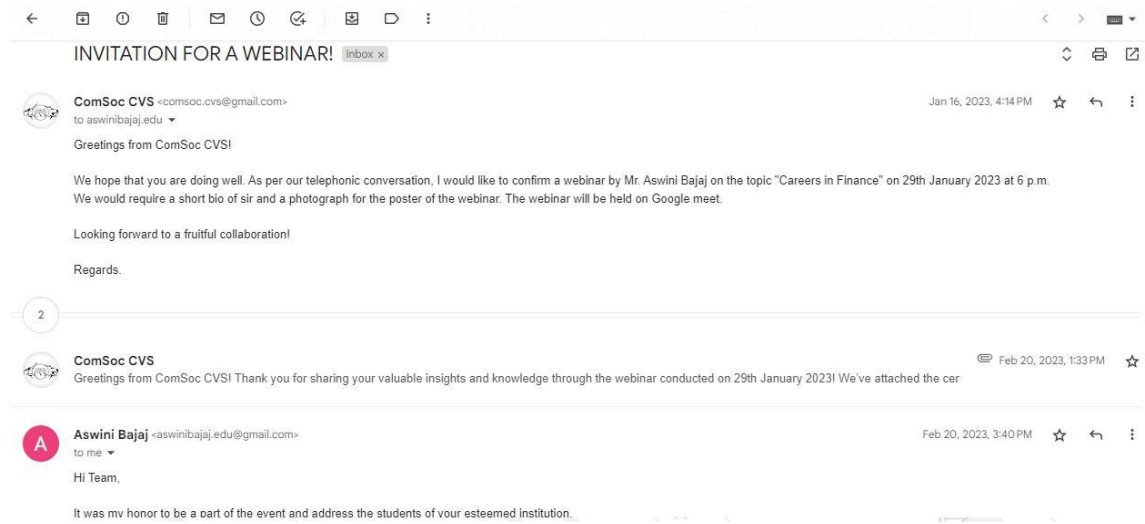 INVITATION FOR A WEBINAR! Inbox ×
ComSoc CVS <comsoc.cvs@gmail.com> Jan 16, 2023, 4:14 PM
to aswinibajaj.edu
Greetings from ComSoc CVS!
We hope that you are doing well. As per our telephonic conversation, I would like to confirm a webinar by Mr. Aswini Bajaj on the topic "Careers in Finance" on 29th January 2023 at 6 p.m.
We would require a short bio of sir and a photograph for the poster of the webinar. The webinar will be held on Google meet.
Looking forward to a fruitful collaboration!
Regards.
2
ComSoc CVS Feb 20, 2023, 1:33 PM
Greetings from ComSoc CVS! Thank you for sharing your valuable insights and knowledge through the webinar conducted on 29th January 2023! We've attached the cer
A
Aswini Bajaj <aswinibajaj.edu@gmail.com> Feb 20, 2023, 3:40 PM
to me
Hi Team,
It was my honor to be a part of the event and address the students of your esteemed institution.